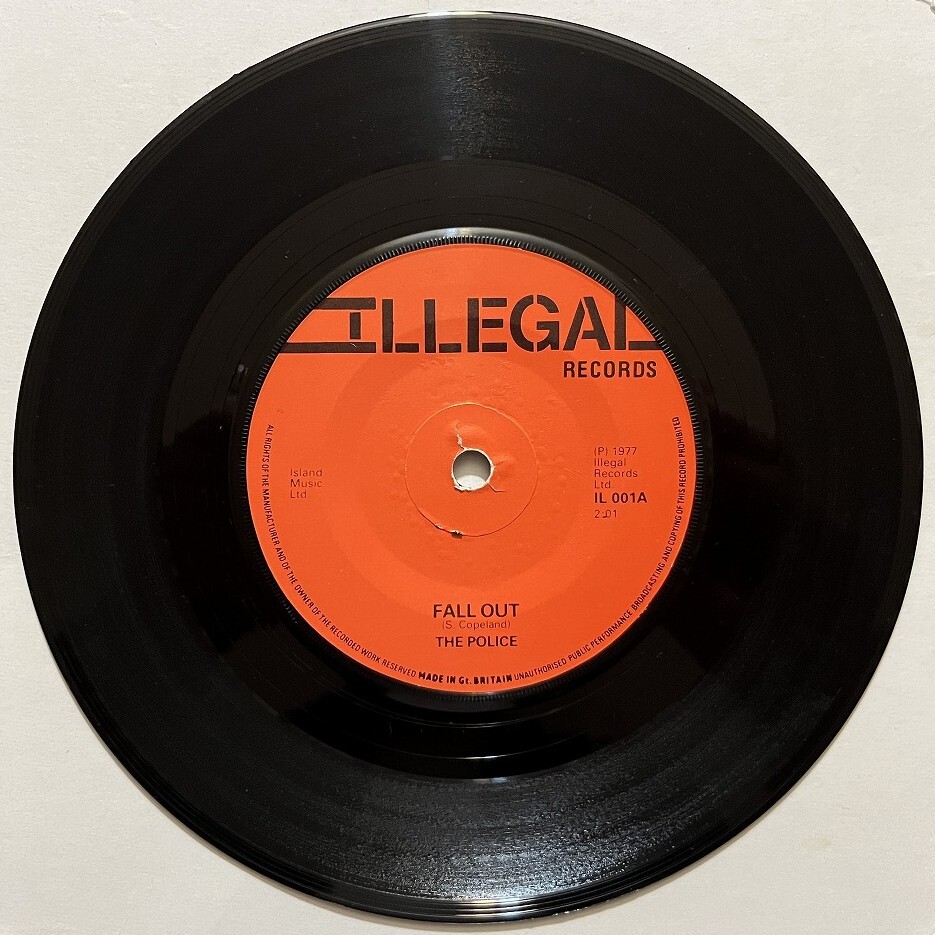 ILLEGAL
RECORDS
Island
Music
Ltd
(P) 1977
Illegal
Records
Ltd.
IL 001A
2.01
FALL OUT
(S. Copeland)
THE POLICE
ALL RIGHTS OF THE MANUFACTURER AND OF THE OWNER OF THE RECORDED WORK RESERVED MADE IN Gt. BRITAIN UNAUTHORISED PUBLIC PERFORMANCE BROADCASTING AND COPYING OF THIS RECORD PROHIBITED